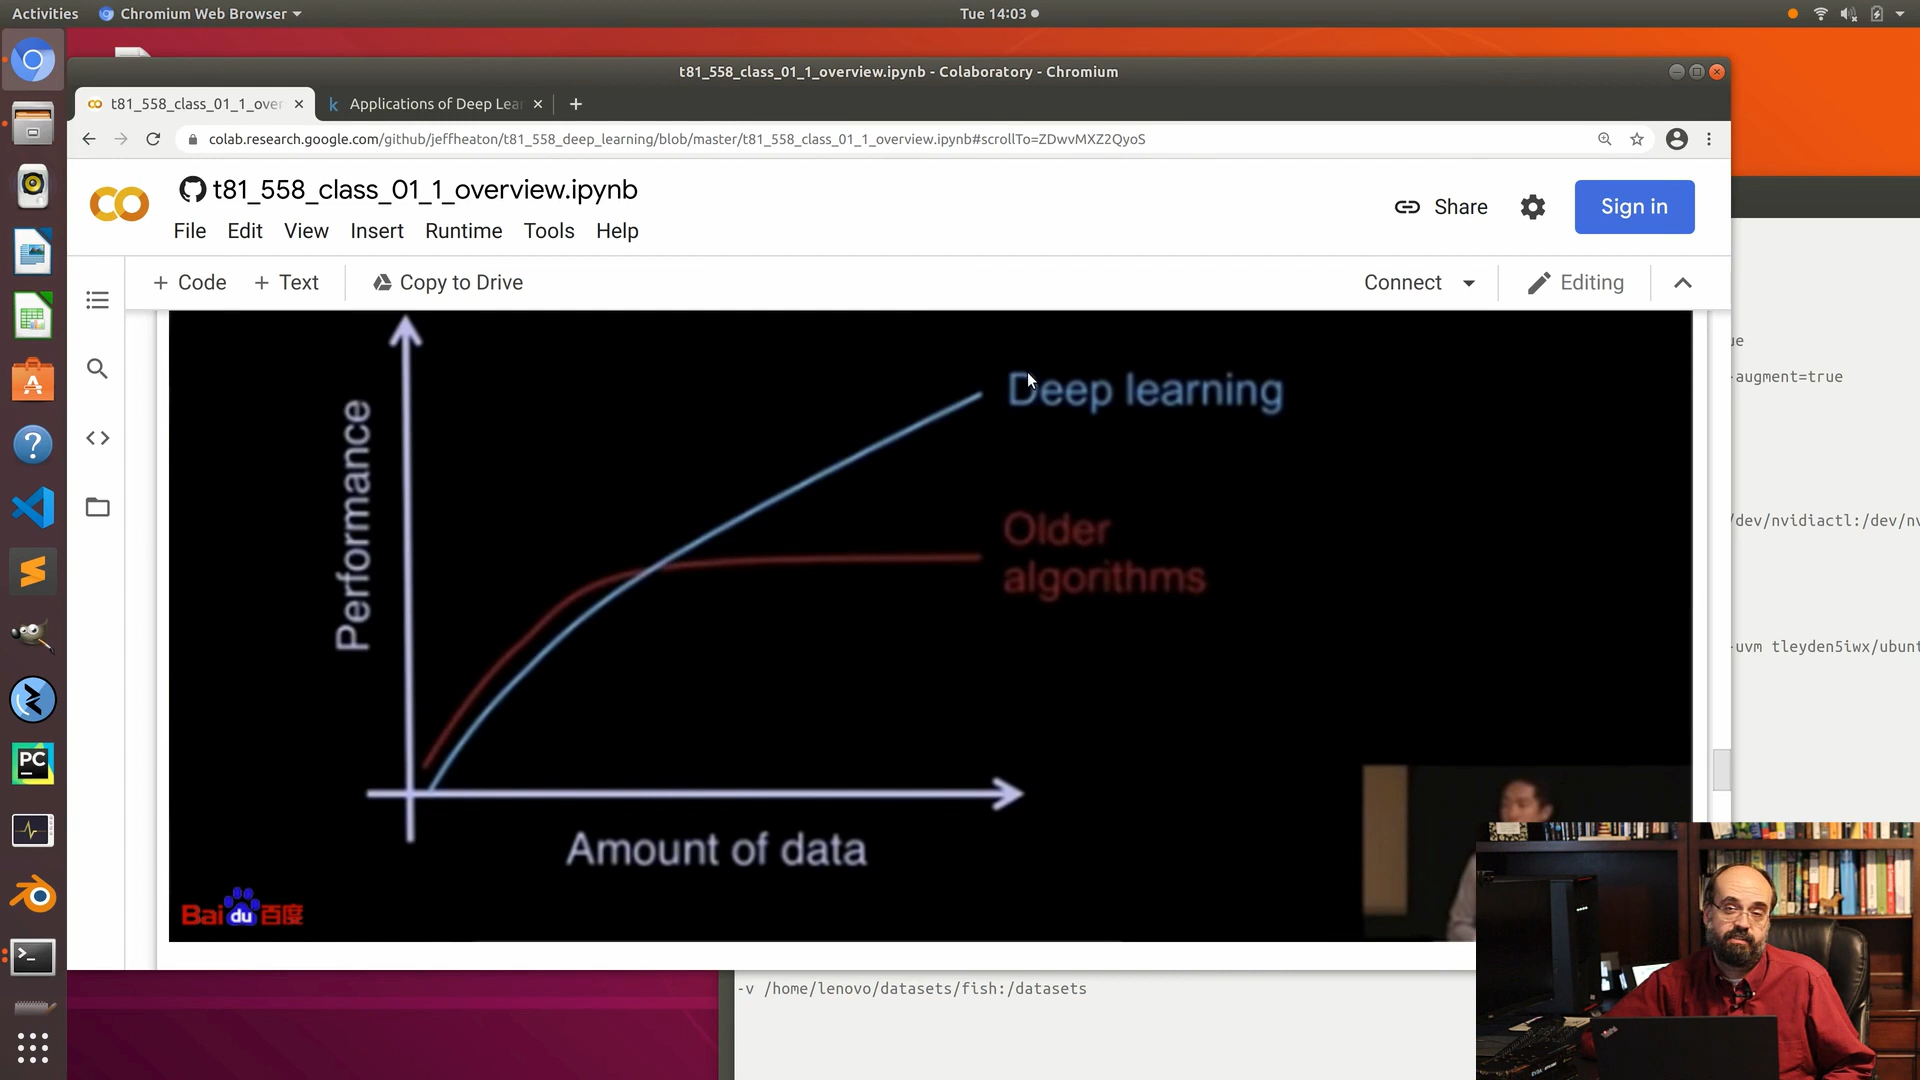 Activities
Chromium Web Browser
Tue 14:03
t81_558_class_01_1_overview.ipynb - Colaboratory - Chromium
t81_558_class_01_1_over
Applications of Deep Lea
colab.research.google.com/github/jeffheaton/t81_558_deep_learning/blob/master/t81_558_class_01_1_overview.ipynb#scrollTo=ZDwvMXZ2QyoS
t81_558_class_01_1_overview.ipynb
Share
Sign in
File Edit View Insert Runtime Tools Help
+ Code + Text Copy to Drive
Connect
Editing
Performance
Deep learning
Older
algorithms
Amount of data
Bai du 百度
ue
-augment=true
/dev/nvidiactl:/dev/nv
-uvm tleyden5iwx/ubunt
-v /home/lenovo/datasets/fish:/datasets
PC